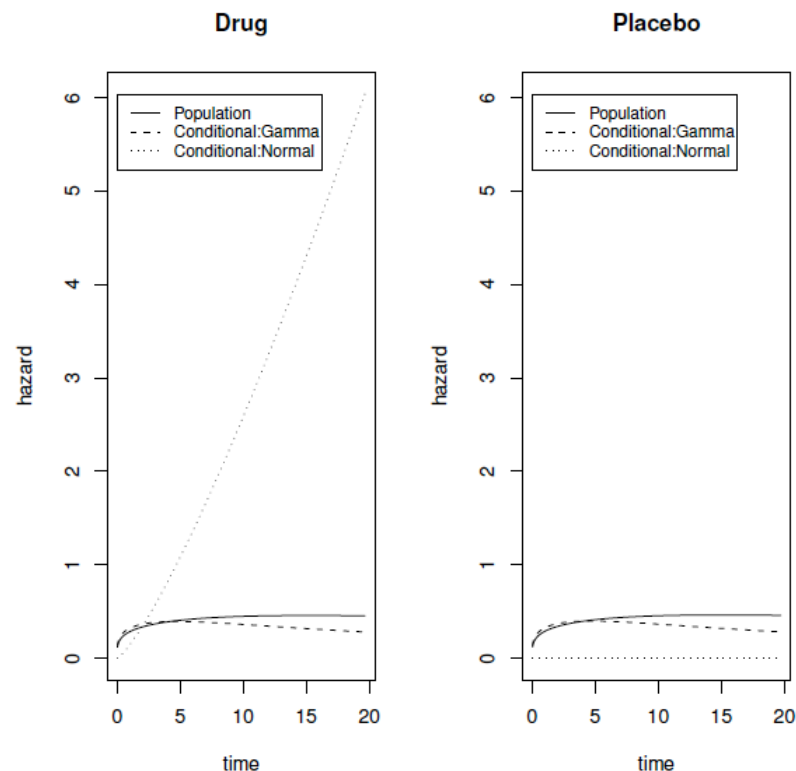 Drug
hazard
6
5
4
3
2
1
0
Population
Conditional:Gamma
Conditional:Normal
0 5 10 15 20
time
Placebo
hazard
6
5
4
3
2
1
0
Population
Conditional:Gamma
Conditional:Normal
0 5 10 15 20
time